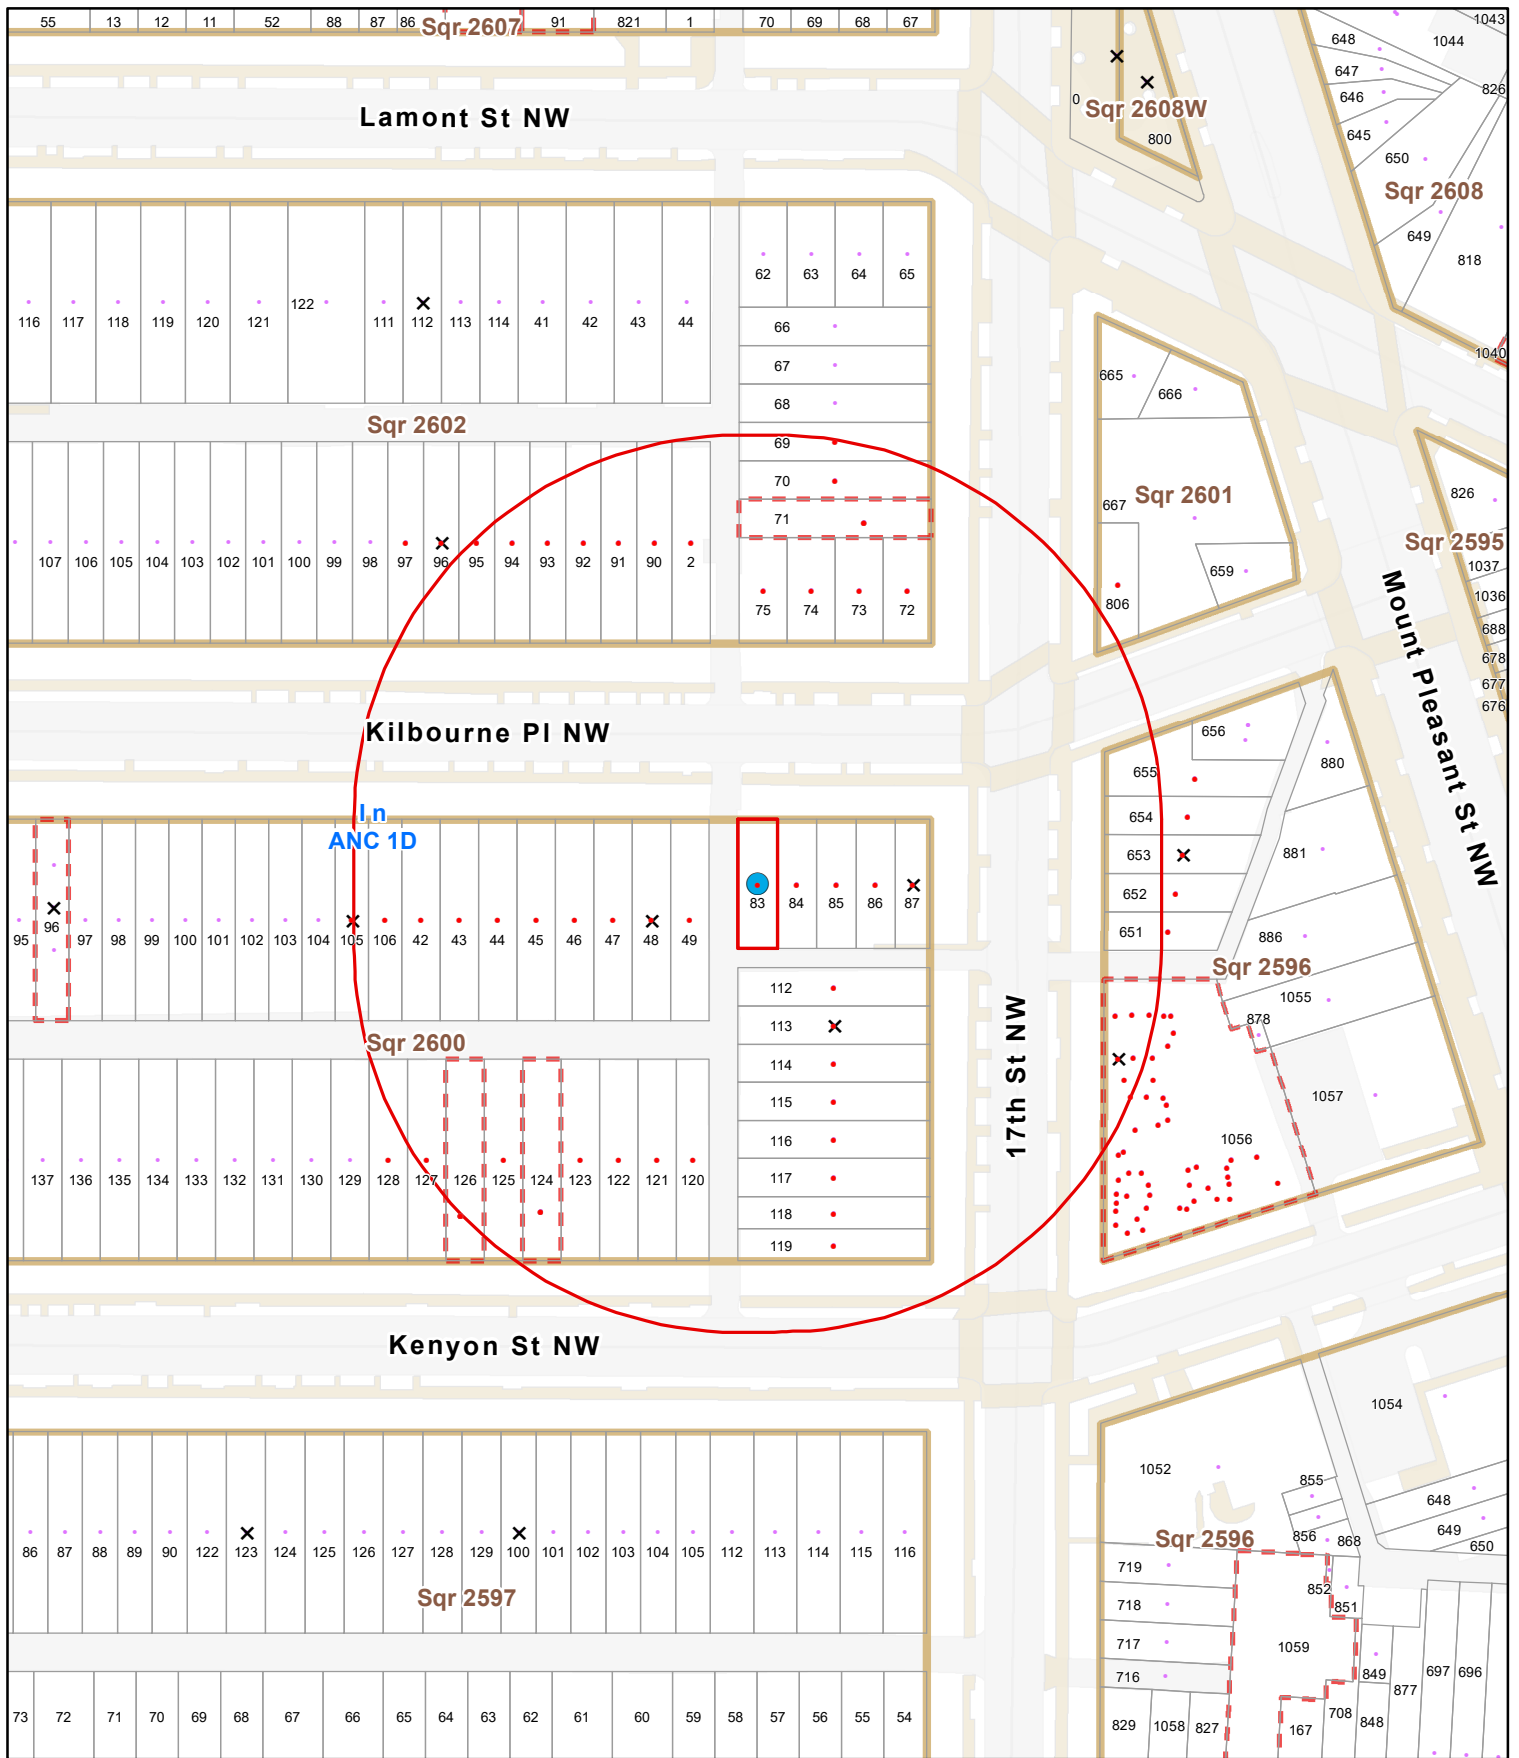 55 13 12 11 52 88 87 86 91 821 1 70 69 68 67
Sqr 2607
1043
1044
648
647
646
645
650
826
Lamont St NW
0
Sqr 2608W
800
Sqr 2608
649
818
1040
62 63 64 65
116 117 118 119 120 121 122 111 112 113 114 41 42 43 44
66
67
68
69
70
71
Sqr 2602
665
666
667
Sqr 2601
659
806
826
Sqr 2595
1037
1036
688
678
677
676
107 106 105 104 103 102 101 100 99 98 97 96 95 94 93 92 91 90 2
75 74 73 72
Mount Pleasant St NW
Kilbourne Pl NW
656
655
654
653
652
651
880
881
886
Sqr 2596
1055
878
1057
1056
In
ANC 1D
83 84 85 86 87
95 96 97 98 99 100 101 102 103 104 105 106 42 43 44 45 46 47 48 49
112
113
114
115
116
117
118
119
Sqr 2600
17th St NW
137 136 135 134 133 132 131 130 129 128 127 126 125 124 123 122 121 120
Kenyon St NW
1054
1052
855
856
868
648
649
650
Sqr 2596
86 87 88 89 90 122 123 124 125 126 127 128 129 100 101 102 103 104 105 112 113 114 115 116
Sqr 2597
719
718
717
716
852
851
1059
849
877
697
696
708
848
829 1058 827
167
73 72 71 70 69 68 67 66 65 64 63 62 61 60 59 58 57 56 55 54